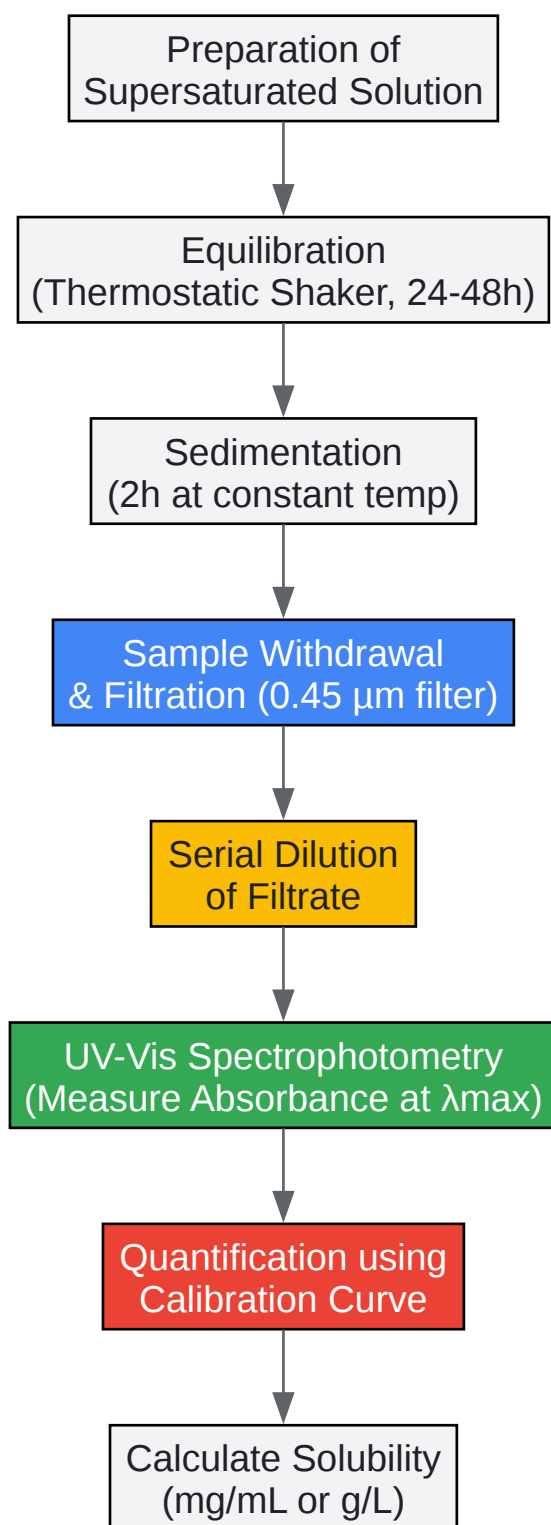 Preparation of
Supersaturated Solution
Equilibration
(Thermostatic Shaker, 24-48h)
Sedimentation
(2h at constant temp)
Sample Withdrawal
& Filtration (0.45 µm filter)
Serial Dilution
of Filtrate
UV-Vis Spectrophotometry
(Measure Absorbance at λmax)
Quantification using
Calibration Curve
Calculate Solubility
(mg/mL or g/L)